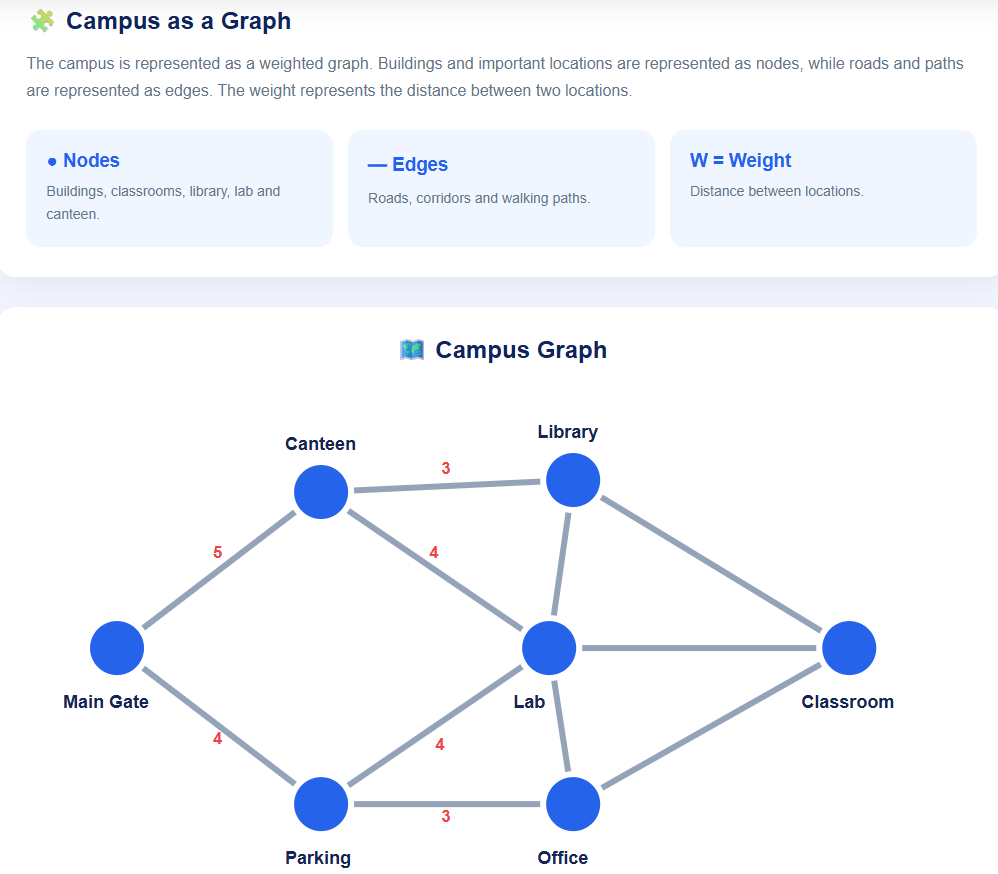 Campus as a Graph
The campus is represented as a weighted graph. Buildings and important locations are represented as nodes, while roads and paths
are represented as edges. The weight represents the distance between two locations.
● Nodes
Buildings, classrooms, library, lab and
canteen.
— Edges
Roads, corridors and walking paths.
W = Weight
Distance between locations.
Campus Graph
Library
Canteen
3
5
4
Main Gate
Lab
Classroom
4
4
3
Parking
Office